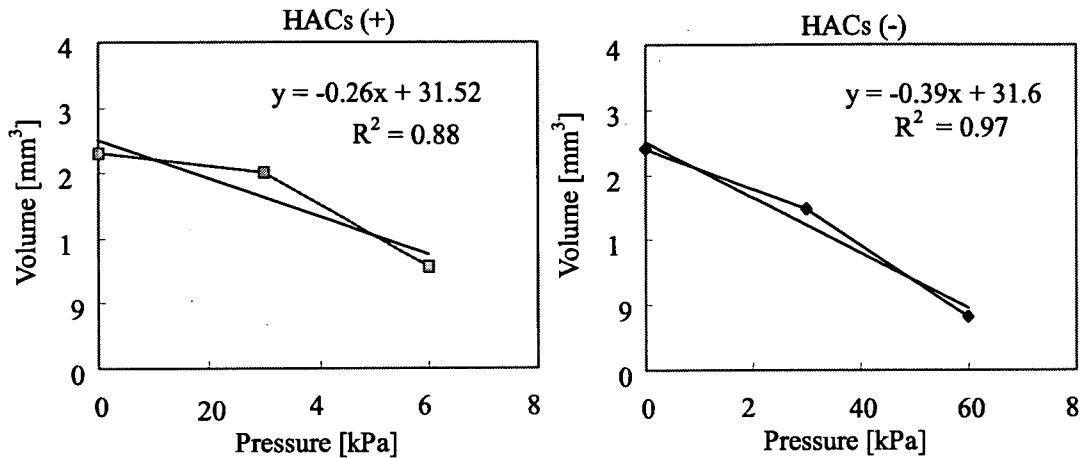 HACs (+)
4
3
2
1
9
0
Volume [mm³]
y = -0.26x + 31.52
R² = 0.88
0 20 4 6 8
Pressure [kPa]
HACs (-)
4
3
2
1
9
0
Volume [mm³]
y = -0.39x + 31.6
R² = 0.97
0 2 40 60 8
Pressure [kPa]